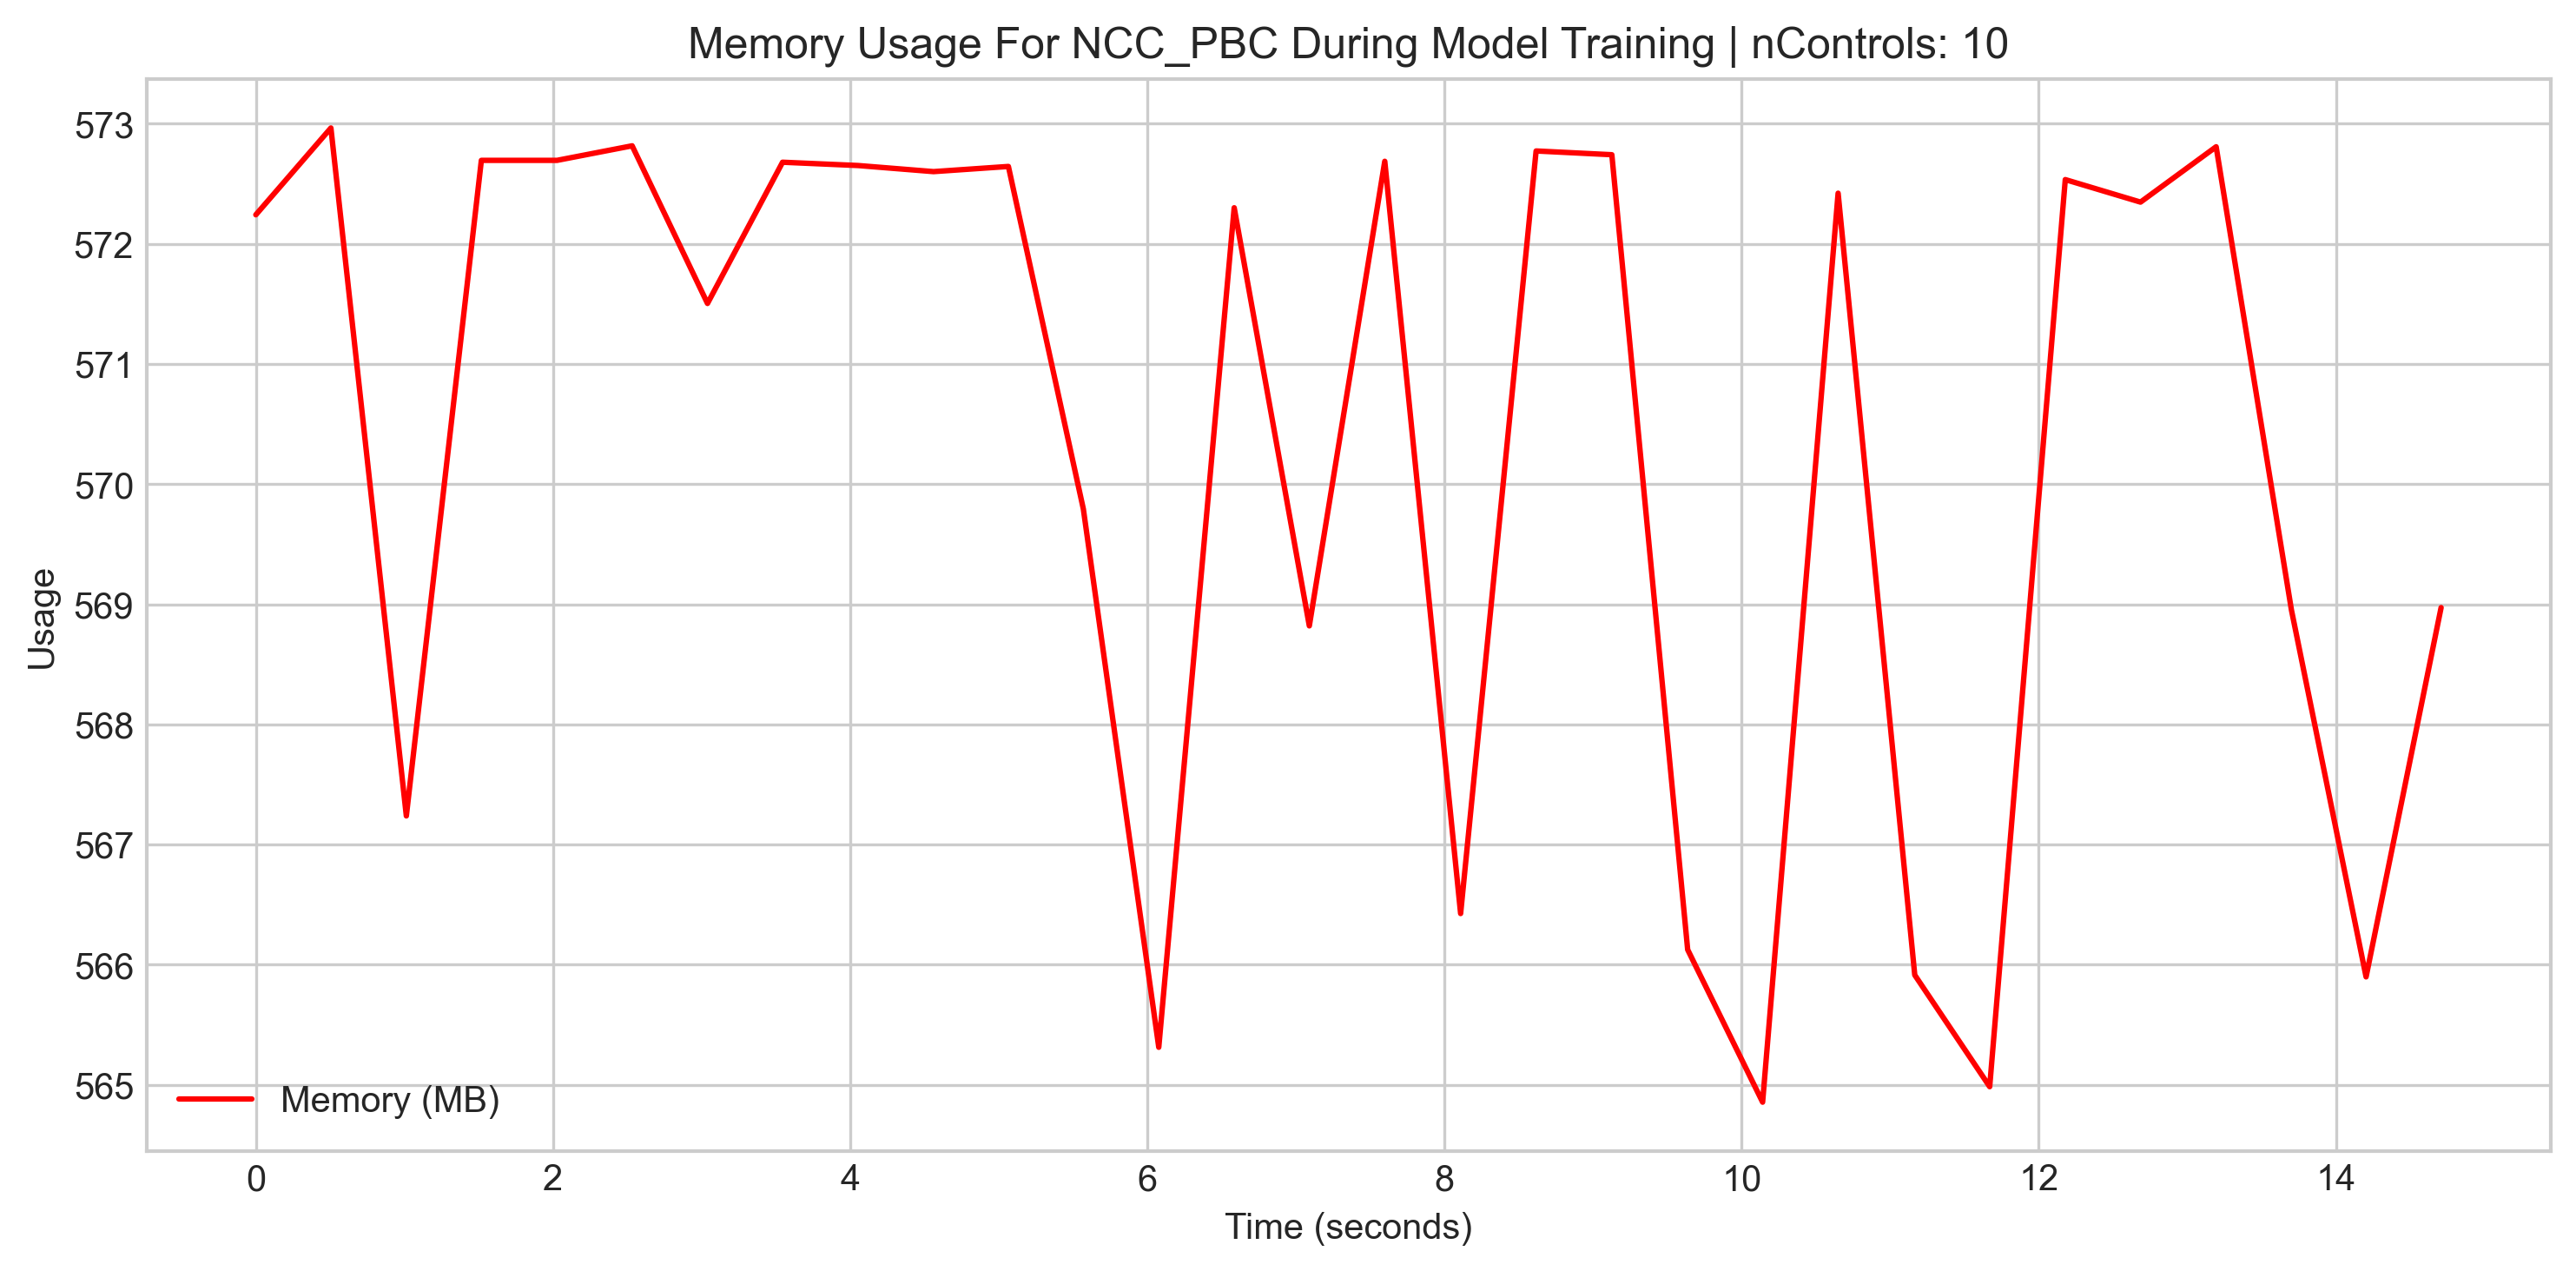 Memory Usage For NCC_PBC During Model Training | nControls: 10
573
572
571
570
569
568
567
566
565
Usage
Memory (MB)
0 2 4 6 8 10 12 14
Time (seconds)